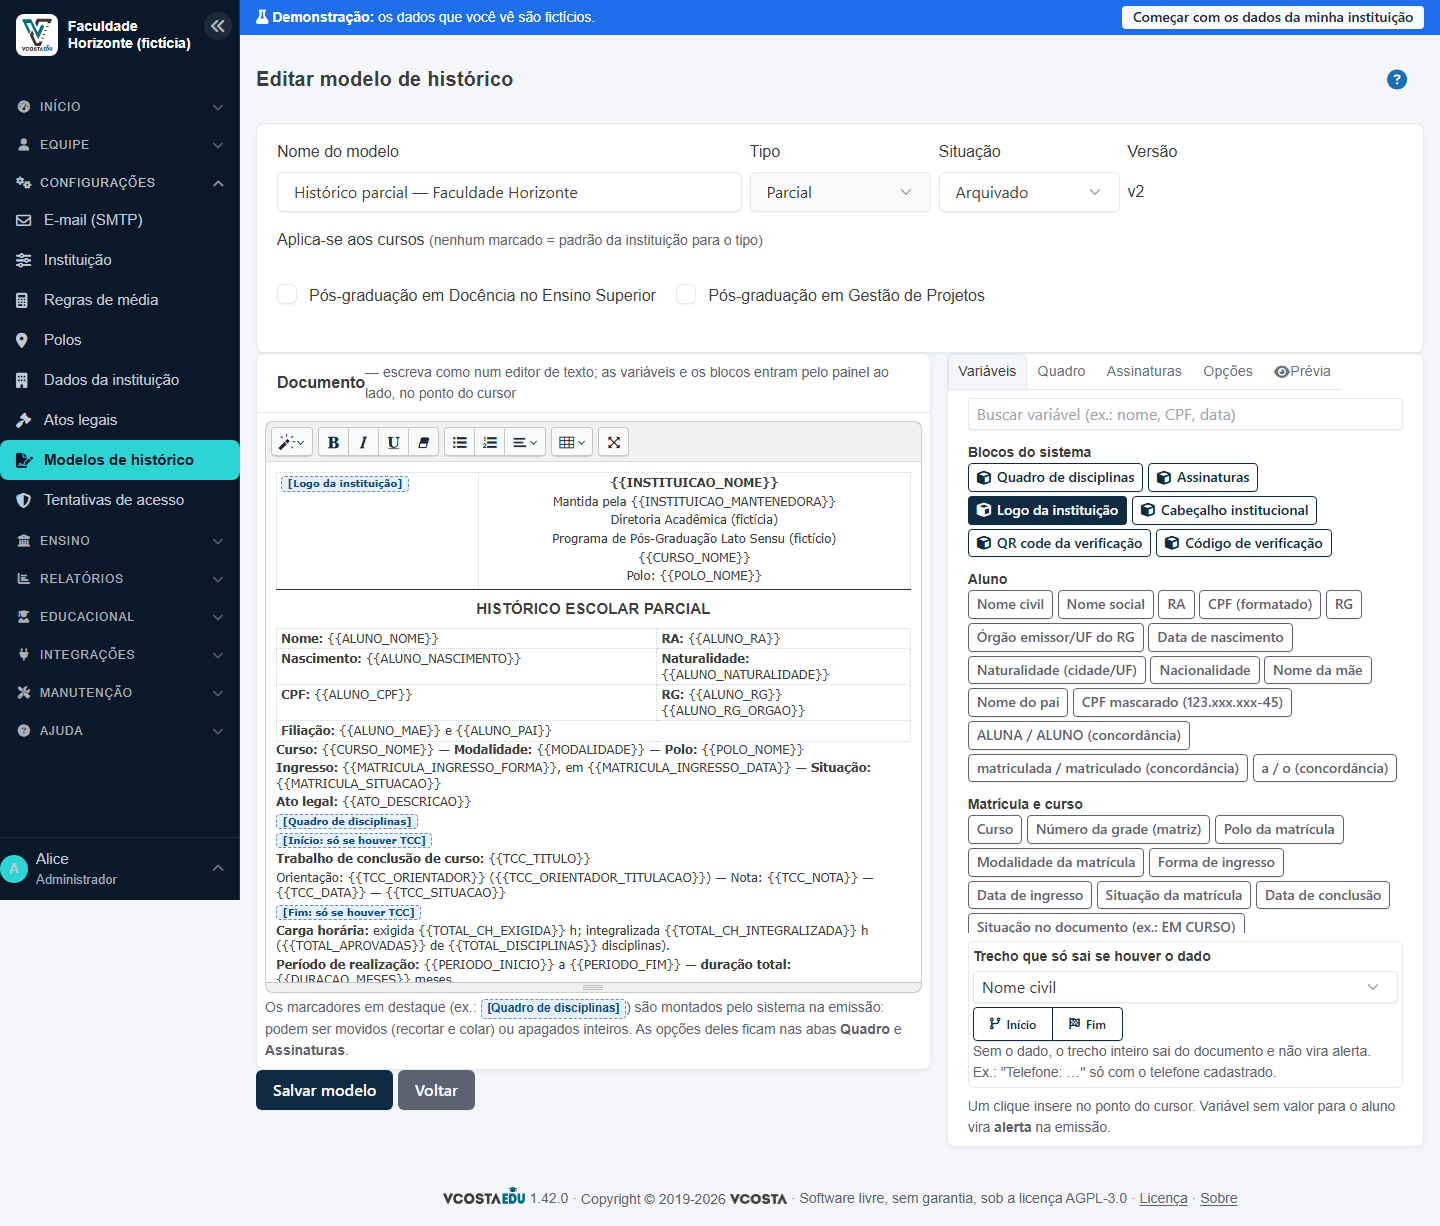 Faculdade
Horizonte (fictícia)
VCOSTAEDU
INÍCIO
EQUIPE
CONFIGURAÇÕES
E-mail (SMTP)
Instituição
Regras de média
Polos
Dados da instituição
Atos legais
Modelos de histórico
Tentativas de acesso
ENSINO
RELATÓRIOS
EDUCACIONAL
INTEGRAÇÕES
MANUTENÇÃO
AJUDA
A
Alice
Administrador
Demonstração: os dados que você vê são fictícios.
Começar com os dados da minha instituição
Editar modelo de histórico
?
Nome do modelo
Tipo
Situação
Versão
Histórico parcial — Faculdade Horizonte
Parcial
Arquivado
v2
Aplica-se aos cursos (nenhum marcado = padrão da instituição para o tipo)
Pós-graduação em Docência no Ensino Superior
Pós-graduação em Gestão de Projetos
Documento — escreva como num editor de texto; as variáveis e os blocos entram pelo painel ao
lado, no ponto do cursor
B I U
[Logo da instituição]
{{INSTITUICAO_NOME}}
Mantida pela {{INSTITUICAO_MANTENEDORA}}
Diretoria Acadêmica (fictícia)
Programa de Pós-Graduação Lato Sensu (fictício)
{{CURSO_NOME}}
Polo: {{POLO_NOME}}
HISTÓRICO ESCOLAR PARCIAL
Nome: {{ALUNO_NOME}}
RA: {{ALUNO_RA}}
Nascimento: {{ALUNO_NASCIMENTO}}
Naturalidade:
{{ALUNO_NATURALIDADE}}
CPF: {{ALUNO_CPF}}
RG: {{ALUNO_RG}}
{{ALUNO_RG_ORGAO}}
Filiação: {{ALUNO_MAE}} e {{ALUNO_PAI}}
Curso: {{CURSO_NOME}} — Modalidade: {{MODALIDADE}} — Polo: {{POLO_NOME}}
Ingresso: {{MATRICULA_INGRESSO_FORMA}}, em {{MATRICULA_INGRESSO_DATA}} — Situação:
{{MATRICULA_SITUACAO}}
Ato legal: {{ATO_DESCRICAO}}
[Quadro de disciplinas]
[Início: só se houver TCC]
Trabalho de conclusão de curso: {{TCC_TITULO}}
Orientação: {{TCC_ORIENTADOR}} ({{TCC_ORIENTADOR_TITULACAO}}) — Nota: {{TCC_NOTA}} —
{{TCC_DATA}} — {{TCC_SITUACAO}}
[Fim: só se houver TCC]
Carga horária: exigida {{TOTAL_CH_EXIGIDA}} h; integralizada {{TOTAL_CH_INTEGRALIZADA}} h
({{TOTAL_APROVADAS}} de {{TOTAL_DISCIPLINAS}} disciplinas).
Período de realização: {{PERIODO_INICIO}} a {{PERIODO_FIM}} — duração total:
{{DURACAO_MESES}} meses
Os marcadores em destaque (ex.: [Quadro de disciplinas]) são montados pelo sistema na emissão:
podem ser movidos (recortar e colar) ou apagados inteiros. As opções deles ficam nas abas Quadro e
Assinaturas.
Salvar modelo
Voltar
Variáveis
Quadro
Assinaturas
Opções
Prévia
Buscar variável (ex.: nome, CPF, data)
Blocos do sistema
Quadro de disciplinas
Assinaturas
Logo da instituição
Cabeçalho institucional
QR code da verificação
Código de verificação
Aluno
Nome civil
Nome social
RA
CPF (formatado)
RG
Órgão emissor/UF do RG
Data de nascimento
Naturalidade (cidade/UF)
Nacionalidade
Nome da mãe
Nome do pai
CPF mascarado (123.xxx.xxx-45)
ALUNA / ALUNO (concordância)
matriculada / matriculado (concordância)
a / o (concordância)
Matrícula e curso
Curso
Número da grade (matriz)
Polo da matrícula
Modalidade da matrícula
Forma de ingresso
Data de ingresso
Situação da matrícula
Data de conclusão
Situação no documento (ex.: EM CURSO)
Trecho que só sai se houver o dado
Nome civil
Início
Fim
Sem o dado, o trecho inteiro sai do documento e não vira alerta.
Ex.: "Telefone: …" só com o telefone cadastrado.
Um clique insere no ponto do cursor. Variável sem valor para o aluno
vira alerta na emissão.
VCOSTAEDU 1.42.0 · Copyright © 2019-2026 VCOSTA · Software livre, sem garantia, sob a licença AGPL-3.0 · Licença · Sobre